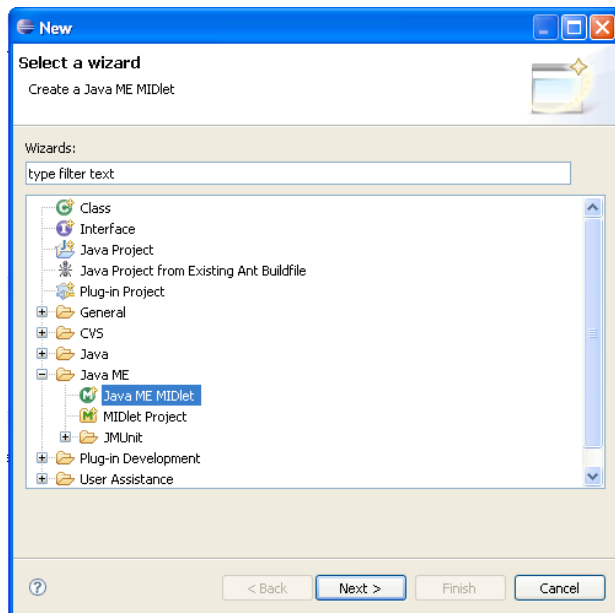 New
Select a wizard
Create a Java ME MIDlet
Wizards:
type filter text
Class
Interface
Java Project
Java Project from Existing Ant Buildfile
Plug-in Project
General
CVS
Java
Java ME
Java ME MIDlet
MIDlet Project
JMUnit
Plug-in Development
User Assistance
< Back Next > Finish Cancel